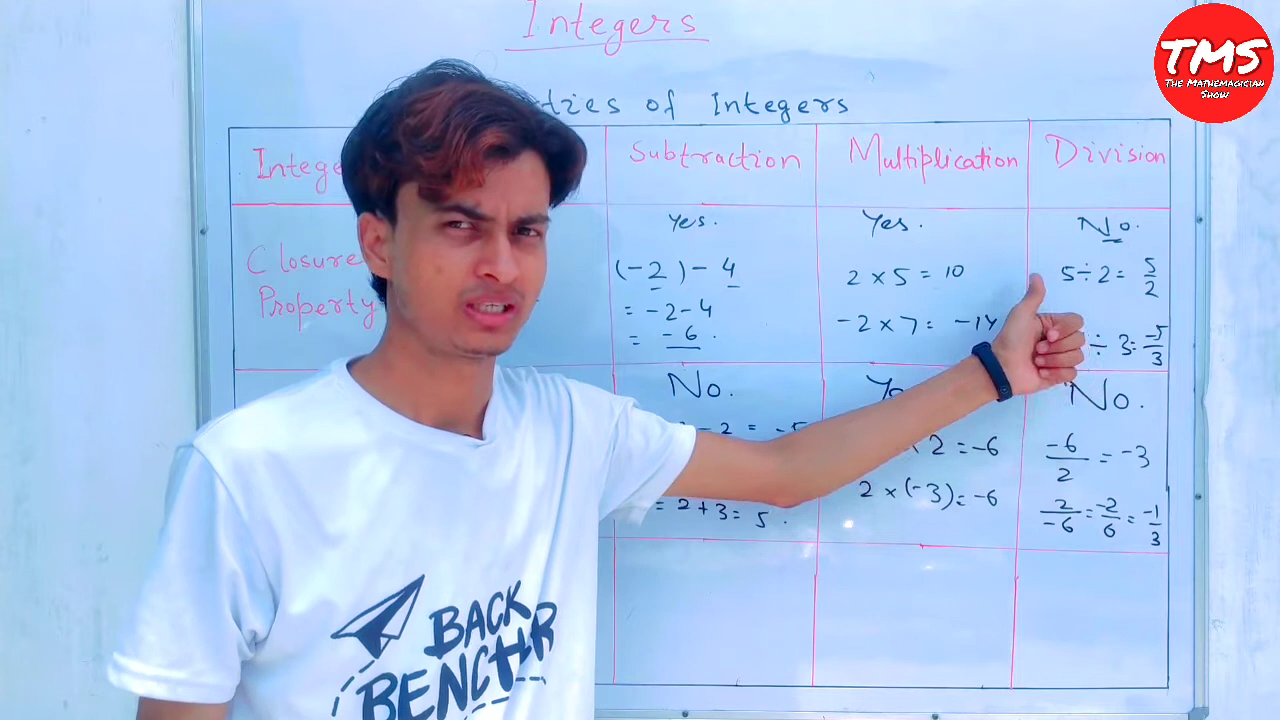 Integers
TMS
The Mathemagician
Show
ties of Integers
Intege
Subtraction
Multiplication
Division
Closure
Property
Yes.
(-2)-4
= -2-4
= -6.
Yes.
2 x 5 = 10
-2 x 7 = -14
No.
5÷2 = 5/2
÷ 3 = -5/3
No.
- 2 = -5
= 2+3 = 5.
Ye
x 2 = -6
2 x (-3) = -6
No.
-6/2 = -3
2/-6 = -2/6 = -1/3
BACK
BENCHR